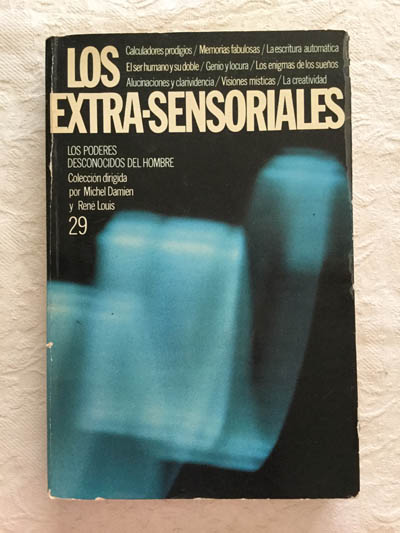 LOS
Calculadores prodigios / Memorias fabulosas / La escritura automática
El ser humano y su doble / Genio y locura / Los enigmas de los sueños
Alucinaciones y clarividencia / Visiones místicas / La creatividad
EXTRA-SENSORIALES
LOS PODERES
DESCONOCIDOS DEL HOMBRE
Colección dirigida
por Michel Damien
y René Louis
29